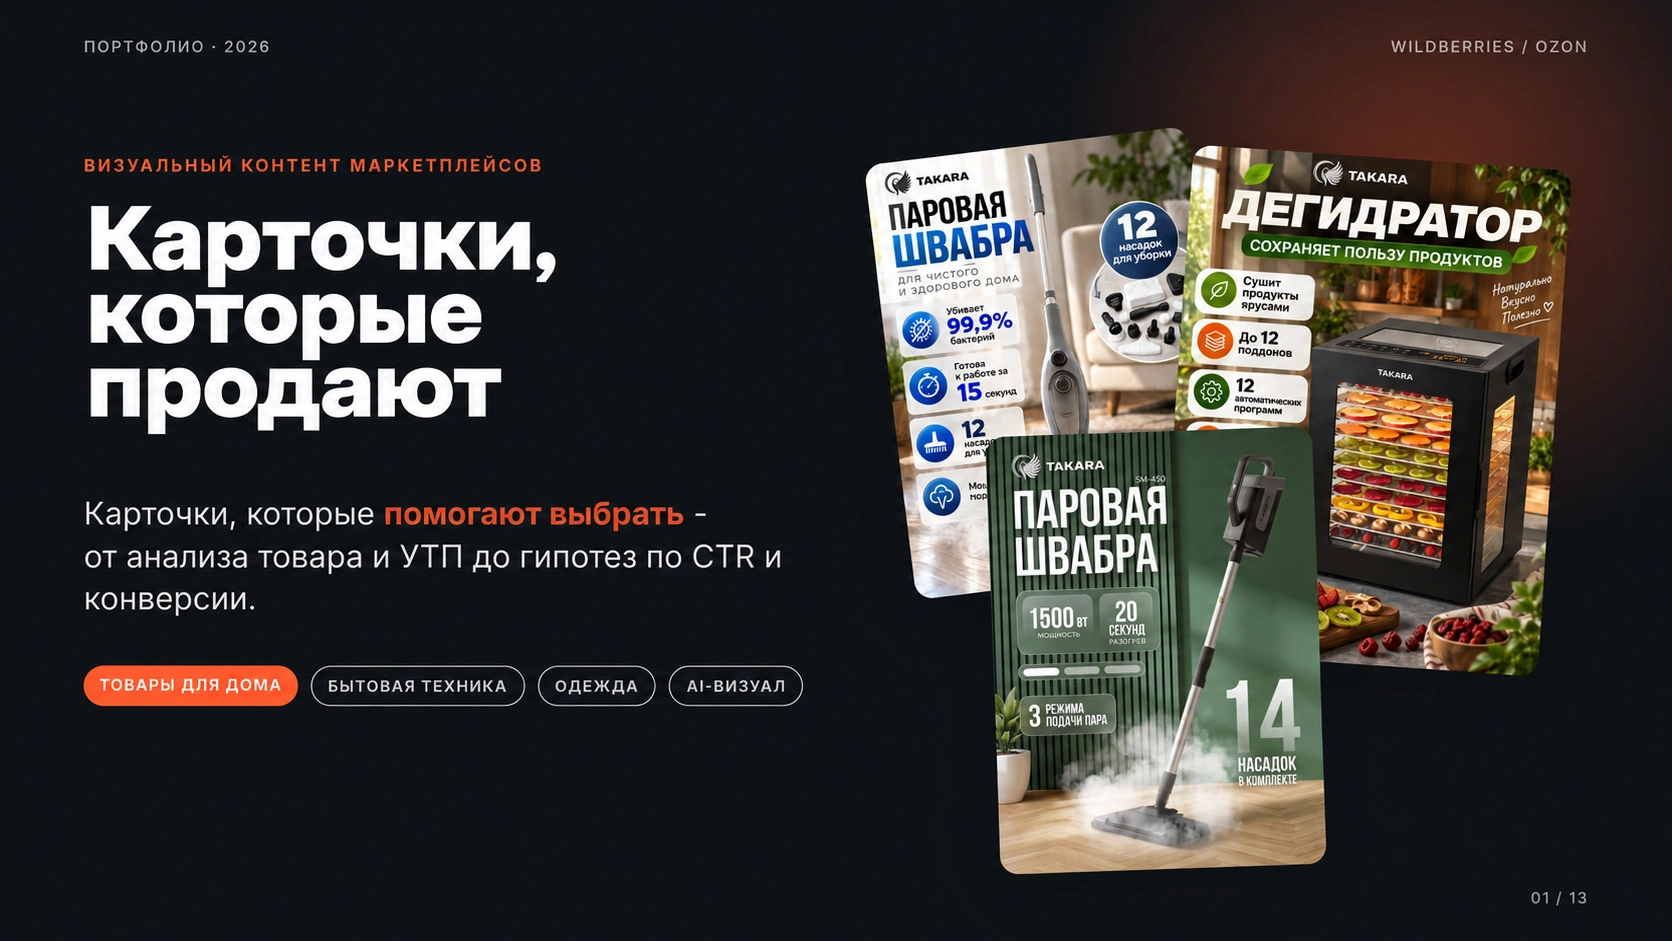 ПОРТФОЛИО · 2026
WILDBERRIES / OZON
ВИЗУАЛЬНЫЙ КОНТЕНТ МАРКЕТПЛЕЙСОВ
Карточки,
которые
продают
Карточки, которые помогают выбрать -
от анализа товара и УТП до гипотез по CTR и
конверсии.
ТОВАРЫ ДЛЯ ДОМА
БЫТОВАЯ ТЕХНИКА
ОДЕЖДА
AI-ВИЗУАЛ
TAKARA
ПАРОВАЯ
ШВАБРА
ДЛЯ ЧИСТОГО
И ЗДОРОВОГО ДОМА
12
насадок
для уборки
Убивает
99,9%
бактерий
Готова
к работе за
15 секунд
12
TAKARA
ДЕГИДРАТОР
СОХРАНЯЕТ ПОЛЬЗУ ПРОДУКТОВ
Сушит
продукты
ярусами
До 12
поддонов
12
автоматических
программ
Натурально
Вкусно
Полезно
TAKARA
TAKARA
SM-450
ПАРОВАЯ
ШВАБРА
1500 ВТ
МОЩНОСТЬ
20
СЕКУНД
РАЗОГРЕВ
3 РЕЖИМА
ПОДАЧИ ПАРА
14
НАСАДОК
В КОМПЛЕКТЕ
01 / 13